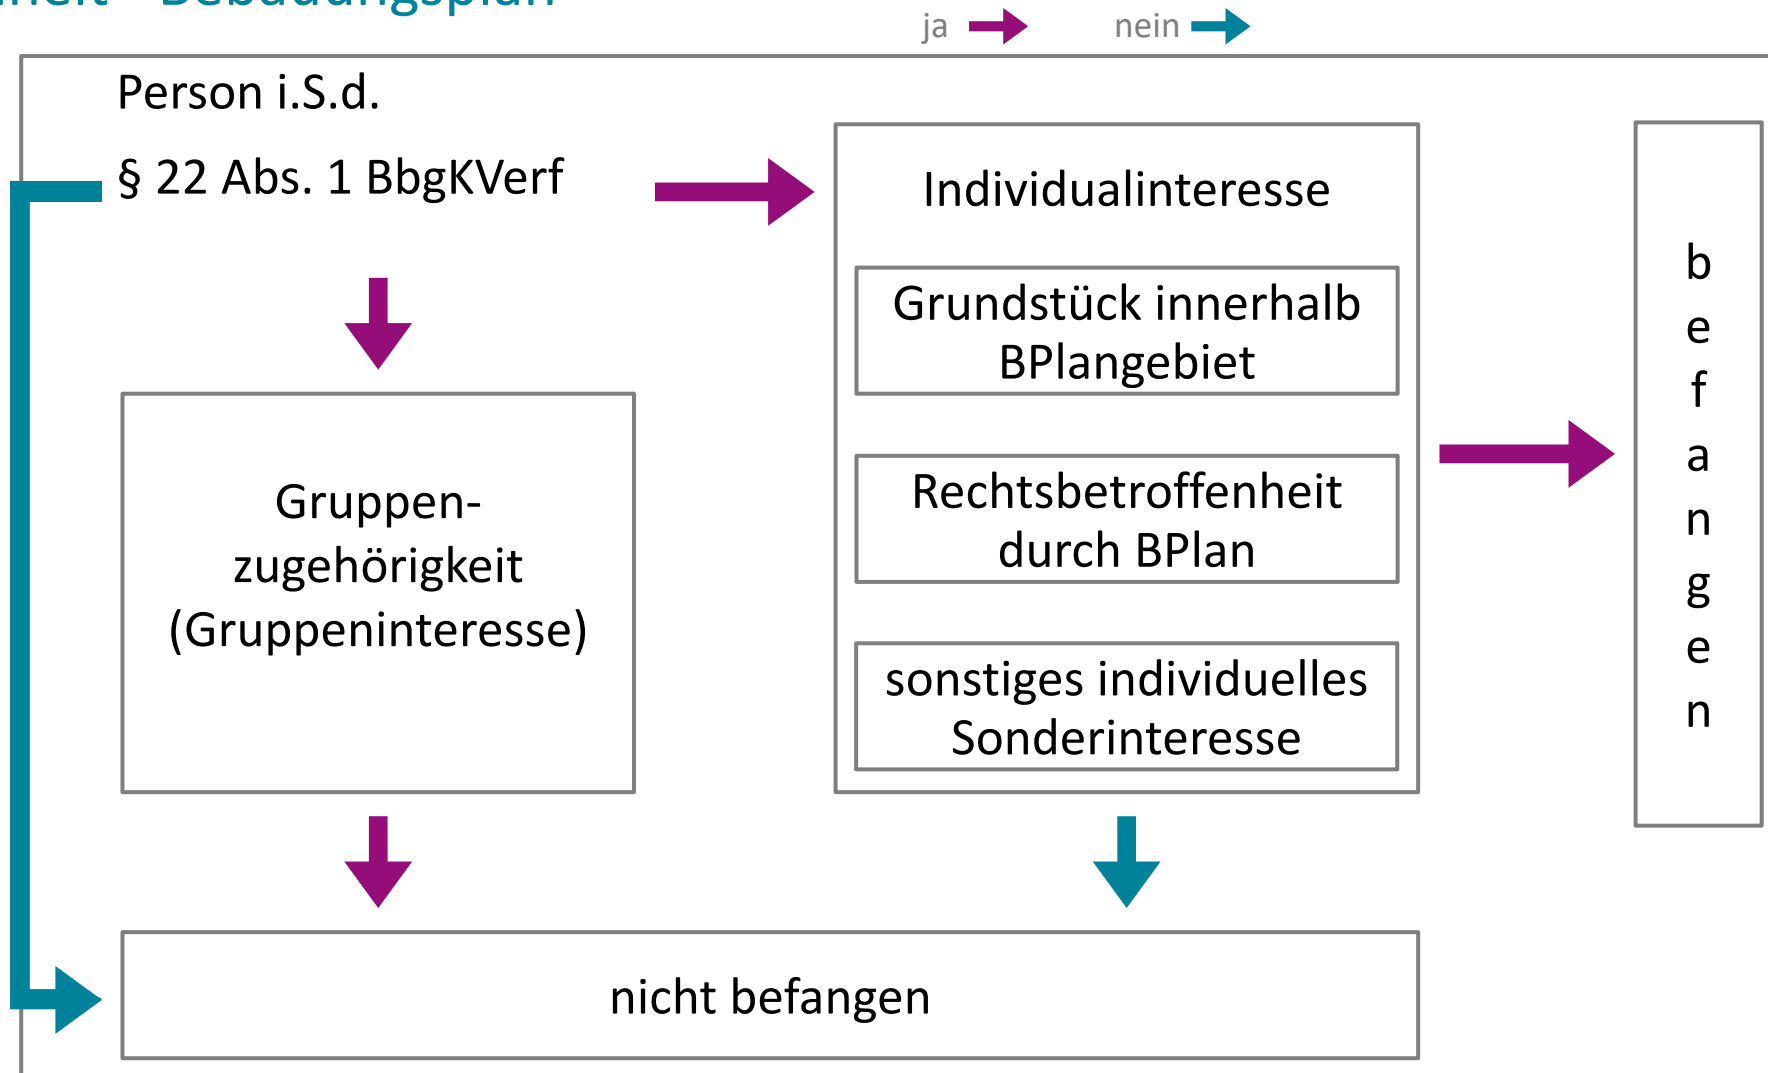 Bebauungsplan
ja
nein
Person i.S.d.
§ 22 Abs. 1 BbgKVerf
Individualinteresse
Grundstück innerhalb
BPlangebiet
Rechtsbetroffenheit
durch BPlan
sonstiges individuelles
Sonderinteresse
Gruppen-
zugehörigkeit
(Gruppeninteresse)
b
e
f
a
n
g
e
n
nicht befangen